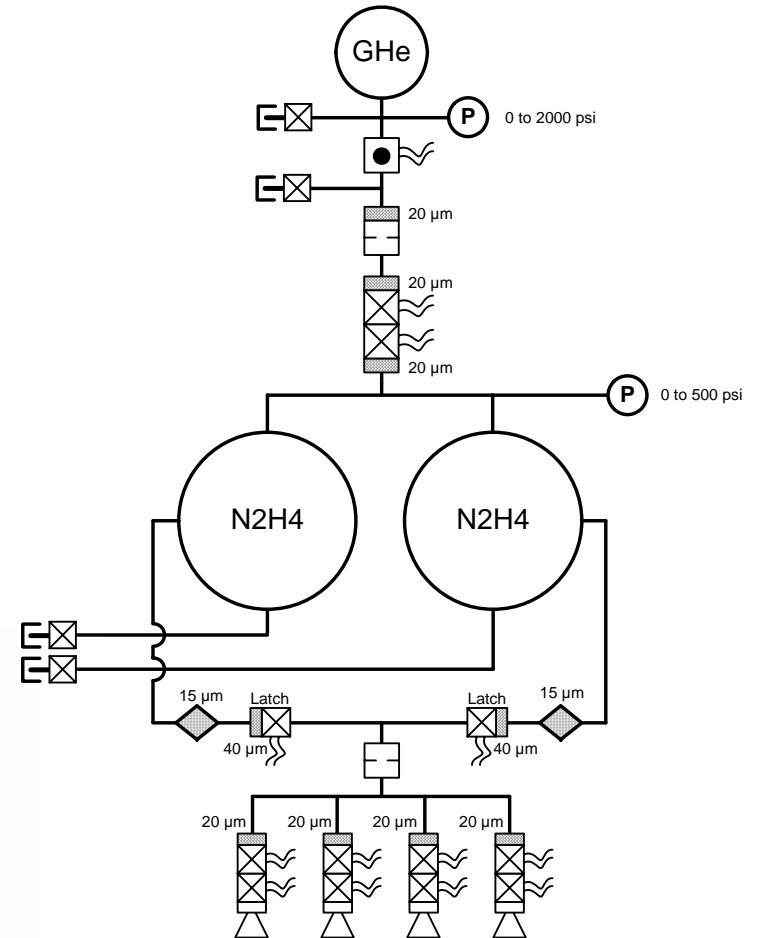 GHe
P 0 to 2000 psi
20 µm
20 µm
20 µm
P 0 to 500 psi
N2H4 N2H4
15 µm Latch Latch 15 µm
40 µm 40 µm
20 µm 20 µm 20 µm 20 µm